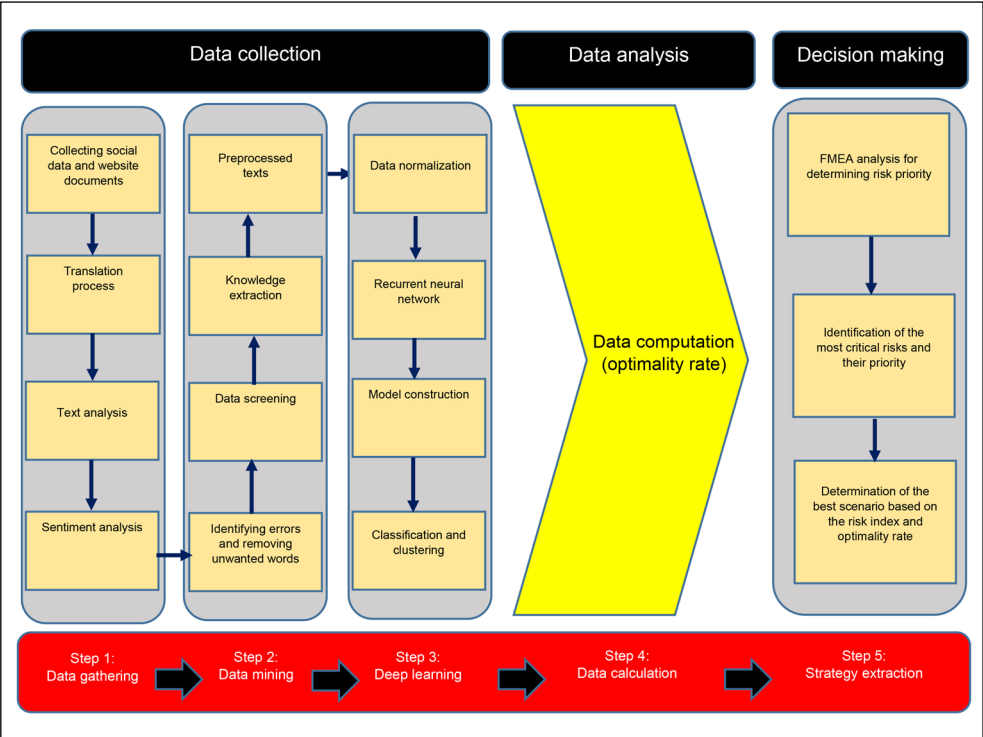 Data collection
Data analysis
Decision making
Collecting social
data and website
documents
Translation
process
Text analysis
Sentiment analysis
Preprocessed
texts
Knowledge
extraction
Data screening
Identifying errors
and removing
unwanted words
Data normalization
Recurrent neural
network
Model construction
Classification and
clustering
Data computation
(optimality rate)
FMEA analysis for
determining risk priority
Identification of the
most critical risks and
their priority
Determination of the
best scenario based on
the risk index and
optimality rate
Step 1:
Data gathering
Step 2:
Data mining
Step 3:
Deep learning
Step 4:
Data calculation
Step 5:
Strategy extraction